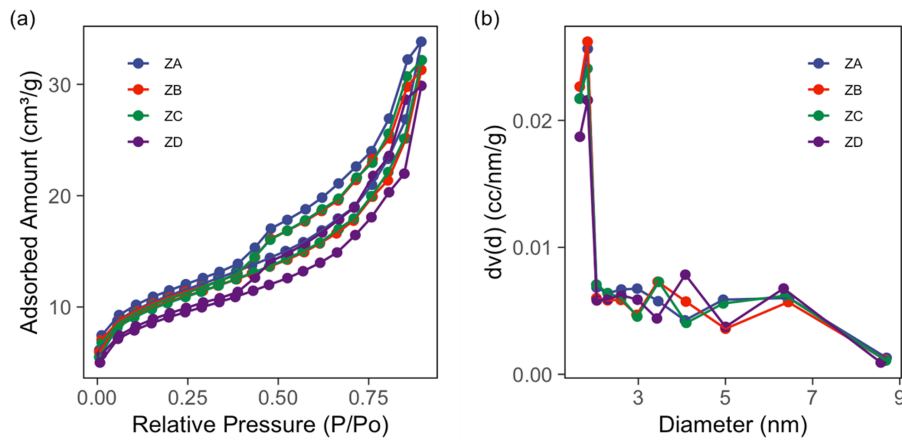 (a)
Adsorbed Amount (cm³/g)
30
20
10
ZA
ZB
ZC
ZD
0.00 0.25 0.50 0.75
Relative Pressure (P/Po)
(b)
dv(d) (cc/nm/g)
0.02
0.01
0.00
ZA
ZB
ZC
ZD
3 5 7 9
Diameter (nm)